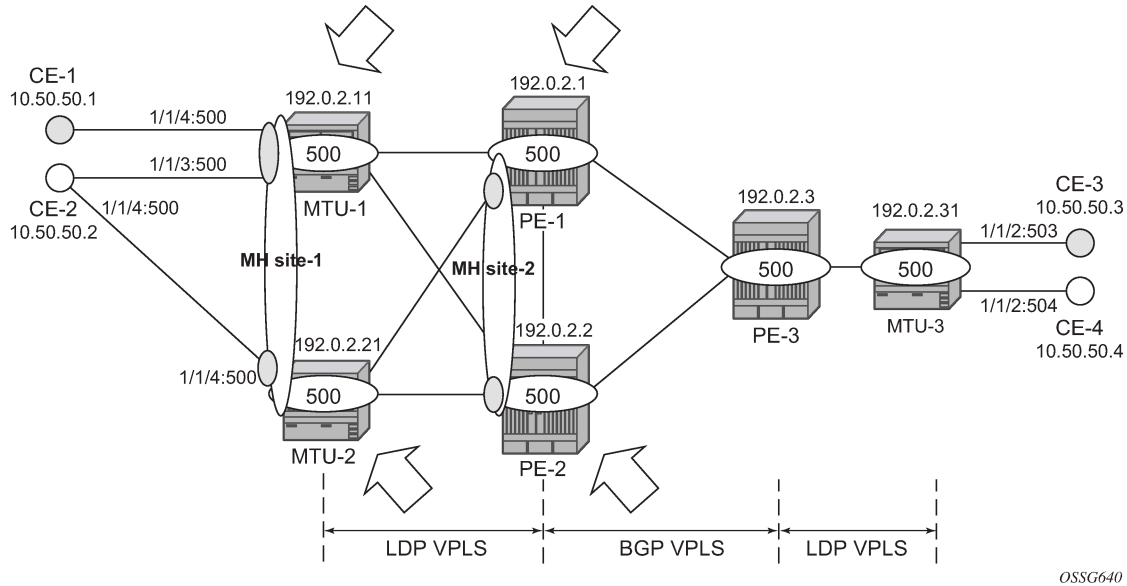 CE-1
10.50.50.1
1/1/4:500
1/1/3:500
CE-2
10.50.50.2
1/1/4:500
192.0.2.11
500
MTU-1
192.0.2.1
500
PE-1
MH site-1
MH site-2
192.0.2.3
500
PE-3
192.0.2.31
500
MTU-3
1/1/2:503
CE-3
10.50.50.3
1/1/2:504
CE-4
10.50.50.4
192.0.2.21
1/1/4:500
500
MTU-2
192.0.2.2
500
PE-2
LDP VPLS
BGP VPLS
LDP VPLS
OSSG640